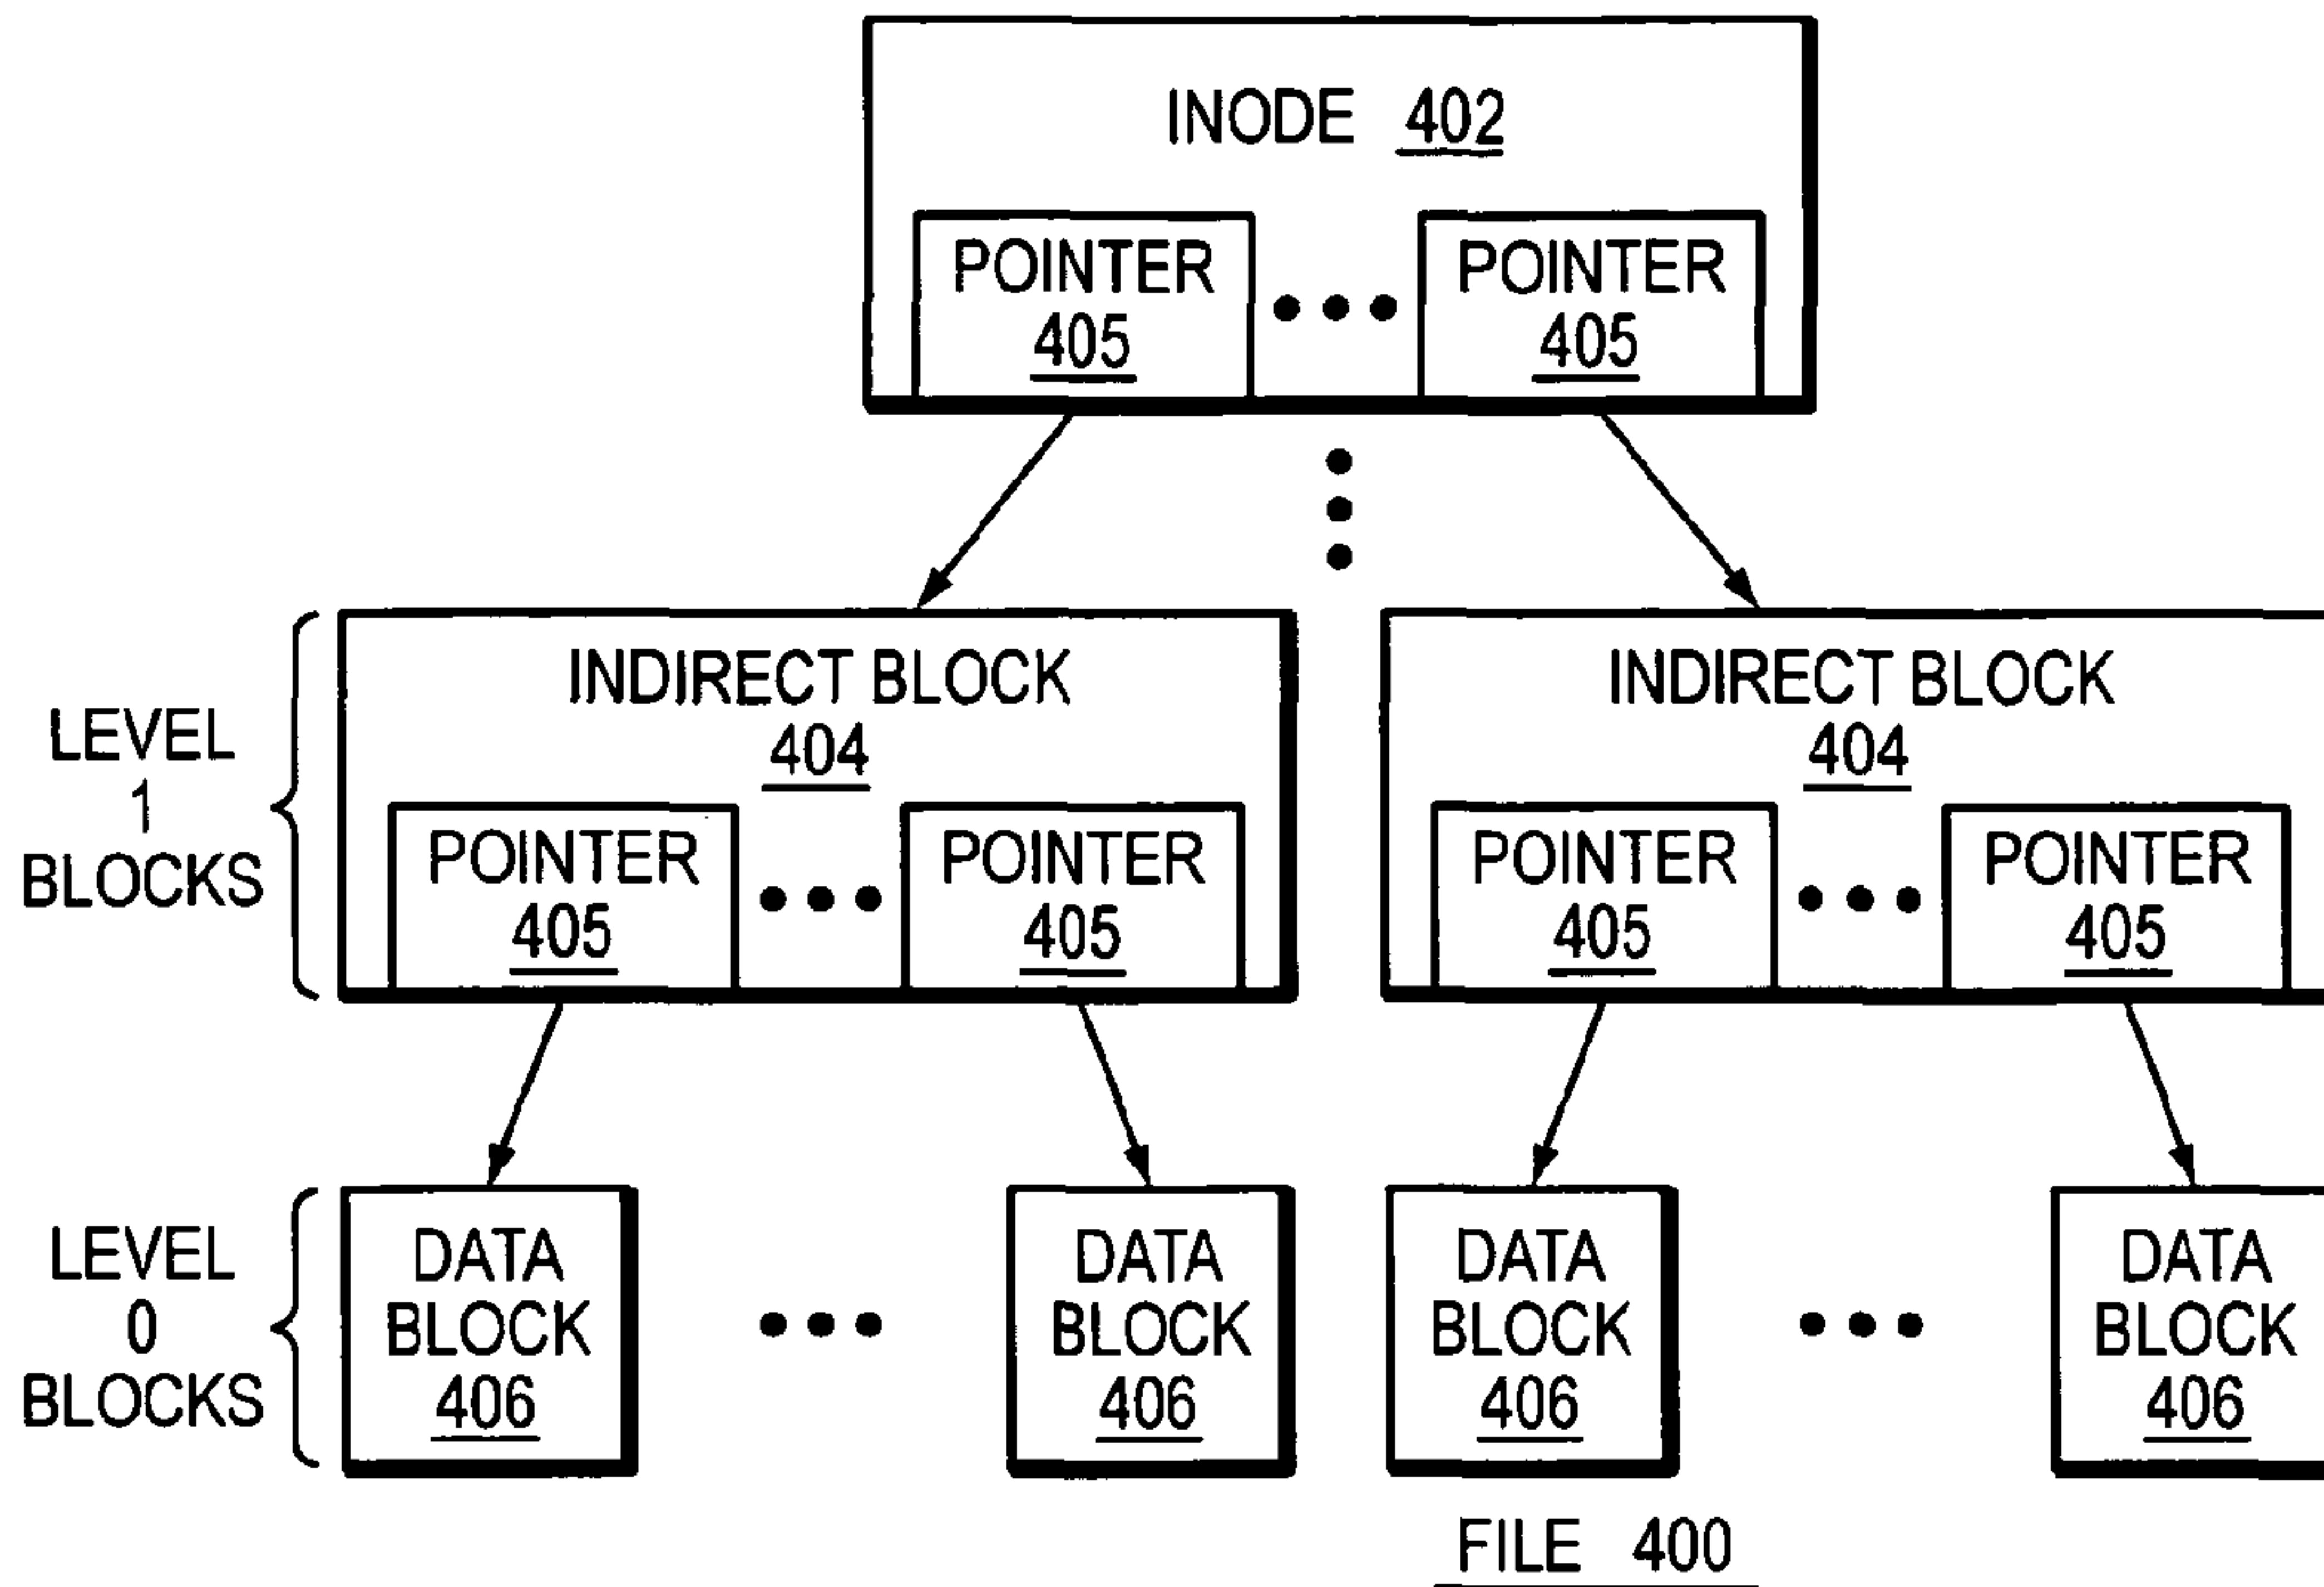 INODE 402
POINTER
405
POINTER
405
LEVEL
1
BLOCKS
INDIRECT BLOCK
404
POINTER
405
POINTER
405
INDIRECT BLOCK
404
POINTER
405
POINTER
405
LEVEL
0
BLOCKS
DATA
BLOCK
406
DATA
BLOCK
406
DATA
BLOCK
406
DATA
BLOCK
406
FILE 400